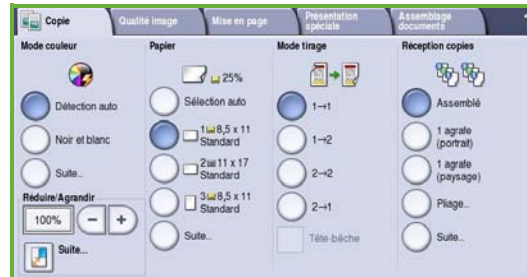 Copie
Qualité image
Mise en page
Présentation
spéciale
Assemblage
documents
Mode couleur
Détection auto
Noir et blanc
Suite...
Réduire/Agrandir
100%
−
+
Suite...
Papier
25%
Sélection auto
1 8,5 x 11
Standard
2 11 x 17
Standard
3 8,5 x 11
Standard
Suite...
Mode tirage
1→1
1→2
2→2
2→1
Tête-bêche
Réception copies
Assemblé
1 agrafe
(portrait)
1 agrafe
(paysage)
Pliage...
Suite...